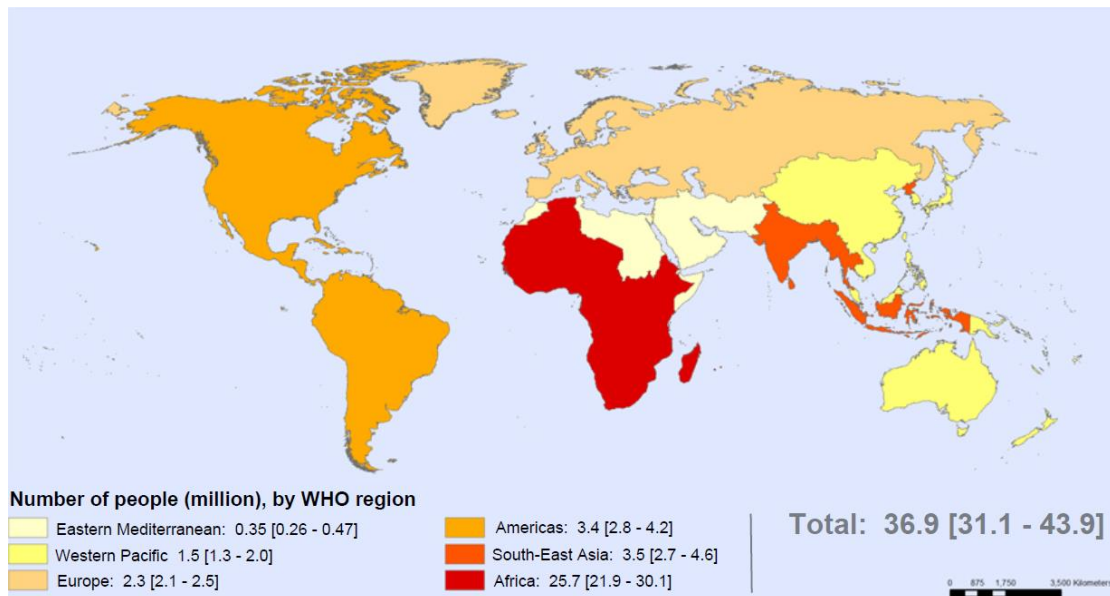 Number of people (million), by WHO region
Eastern Mediterranean: 0.35 [0.26 - 0.47]
Western Pacific 1.5 [1.3 - 2.0]
Europe: 2.3 [2.1 - 2.5]
Americas: 3.4 [2.8 - 4.2]
South-East Asia: 3.5 [2.7 - 4.6]
Africa: 25.7 [21.9 - 30.1]
Total: 36.9 [31.1 - 43.9]
0 875 1,750 3,500 Kilometers